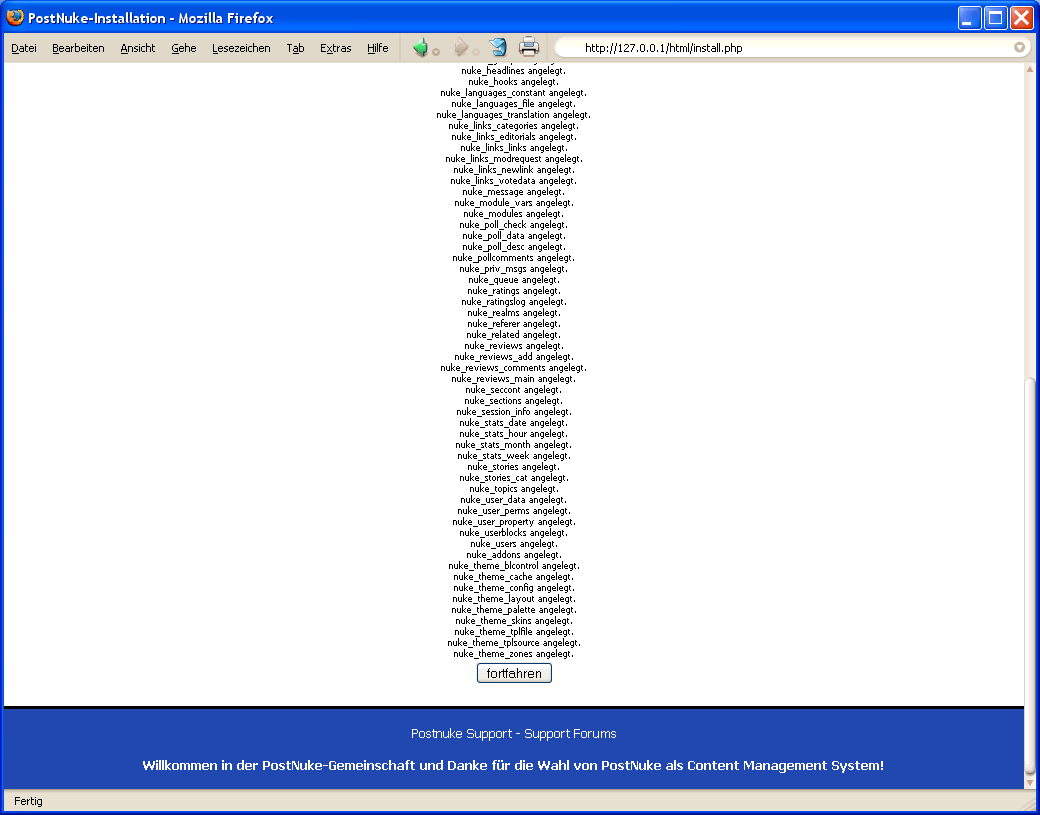 PostNuke-Installation - Mozilla Firefox
Datei Bearbeiten Ansicht Gehe Lesezeichen Tab Extras Hilfe http://127.0.0.1/html/install.php
nuke_headlines angelegt.
nuke_hooks angelegt.
nuke_languages_constant angelegt.
nuke_languages_file angelegt.
nuke_languages_translation angelegt.
nuke_links_categories angelegt.
nuke_links_editorials angelegt.
nuke_links_links angelegt.
nuke_links_modrequest angelegt.
nuke_links_newlink angelegt.
nuke_links_votedata angelegt.
nuke_message angelegt.
nuke_module_vars angelegt.
nuke_modules angelegt.
nuke_poll_check angelegt.
nuke_poll_data angelegt.
nuke_poll_desc angelegt.
nuke_pollcomments angelegt.
nuke_priv_msgs angelegt.
nuke_queue angelegt.
nuke_ratings angelegt.
nuke_ratingslog angelegt.
nuke_realms angelegt.
nuke_referer angelegt.
nuke_related angelegt.
nuke_reviews angelegt.
nuke_reviews_add angelegt.
nuke_reviews_comments angelegt.
nuke_reviews_main angelegt.
nuke_seccont angelegt.
nuke_sections angelegt.
nuke_session_info angelegt.
nuke_stats_date angelegt.
nuke_stats_hour angelegt.
nuke_stats_month angelegt.
nuke_stats_week angelegt.
nuke_stories angelegt.
nuke_stories_cat angelegt.
nuke_topics angelegt.
nuke_user_data angelegt.
nuke_user_perms angelegt.
nuke_user_property angelegt.
nuke_userblocks angelegt.
nuke_users angelegt.
nuke_addons angelegt.
nuke_theme_blcontrol angelegt.
nuke_theme_cache angelegt.
nuke_theme_config angelegt.
nuke_theme_layout angelegt.
nuke_theme_palette angelegt.
nuke_theme_skins angelegt.
nuke_theme_tplfile angelegt.
nuke_theme_tplsource angelegt.
nuke_theme_zones angelegt.
fortfahren
Postnuke Support - Support Forums
Willkommen in der PostNuke-Gemeinschaft und Danke für die Wahl von PostNuke als Content Management System!
Fertig